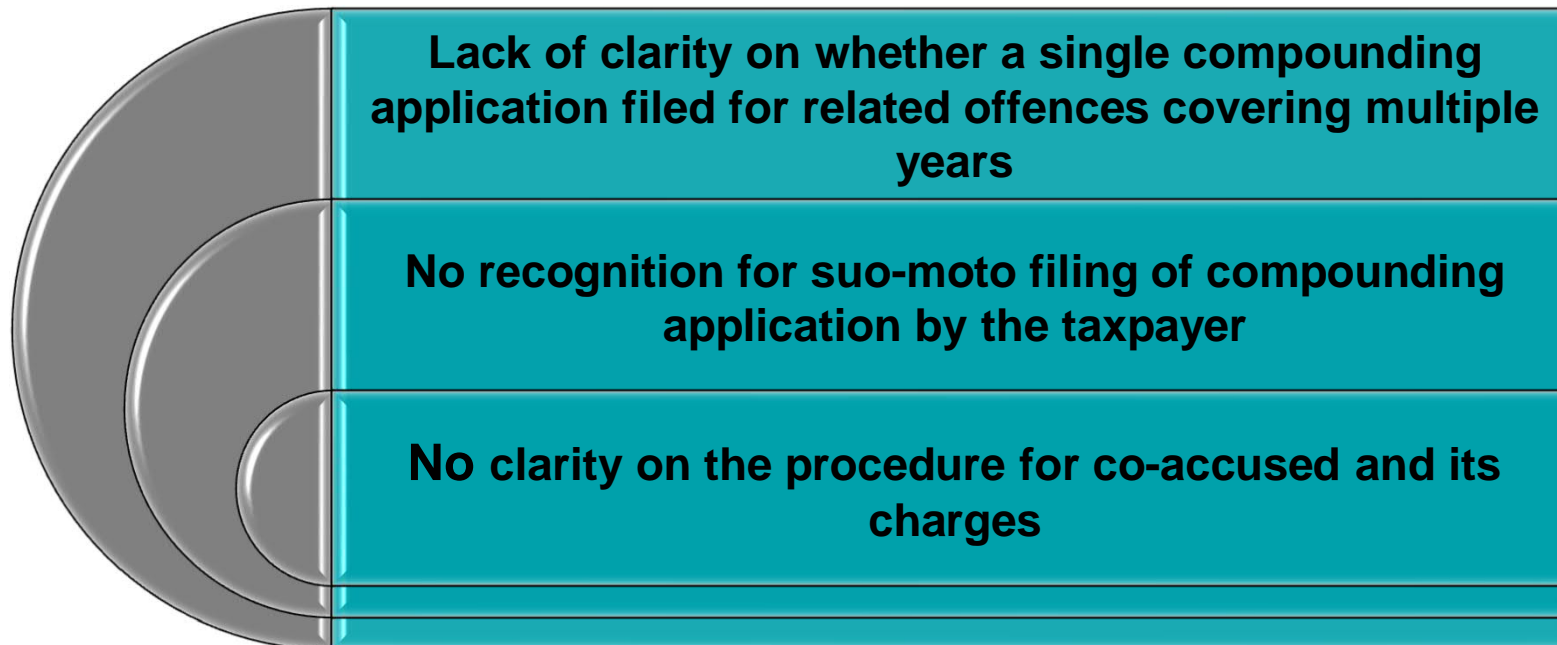 Lack of clarity on whether a single compounding
application filed for related offences covering multiple
years
No recognition for suo-moto filing of compounding
application by the taxpayer
No clarity on the procedure for co-accused and its
charges